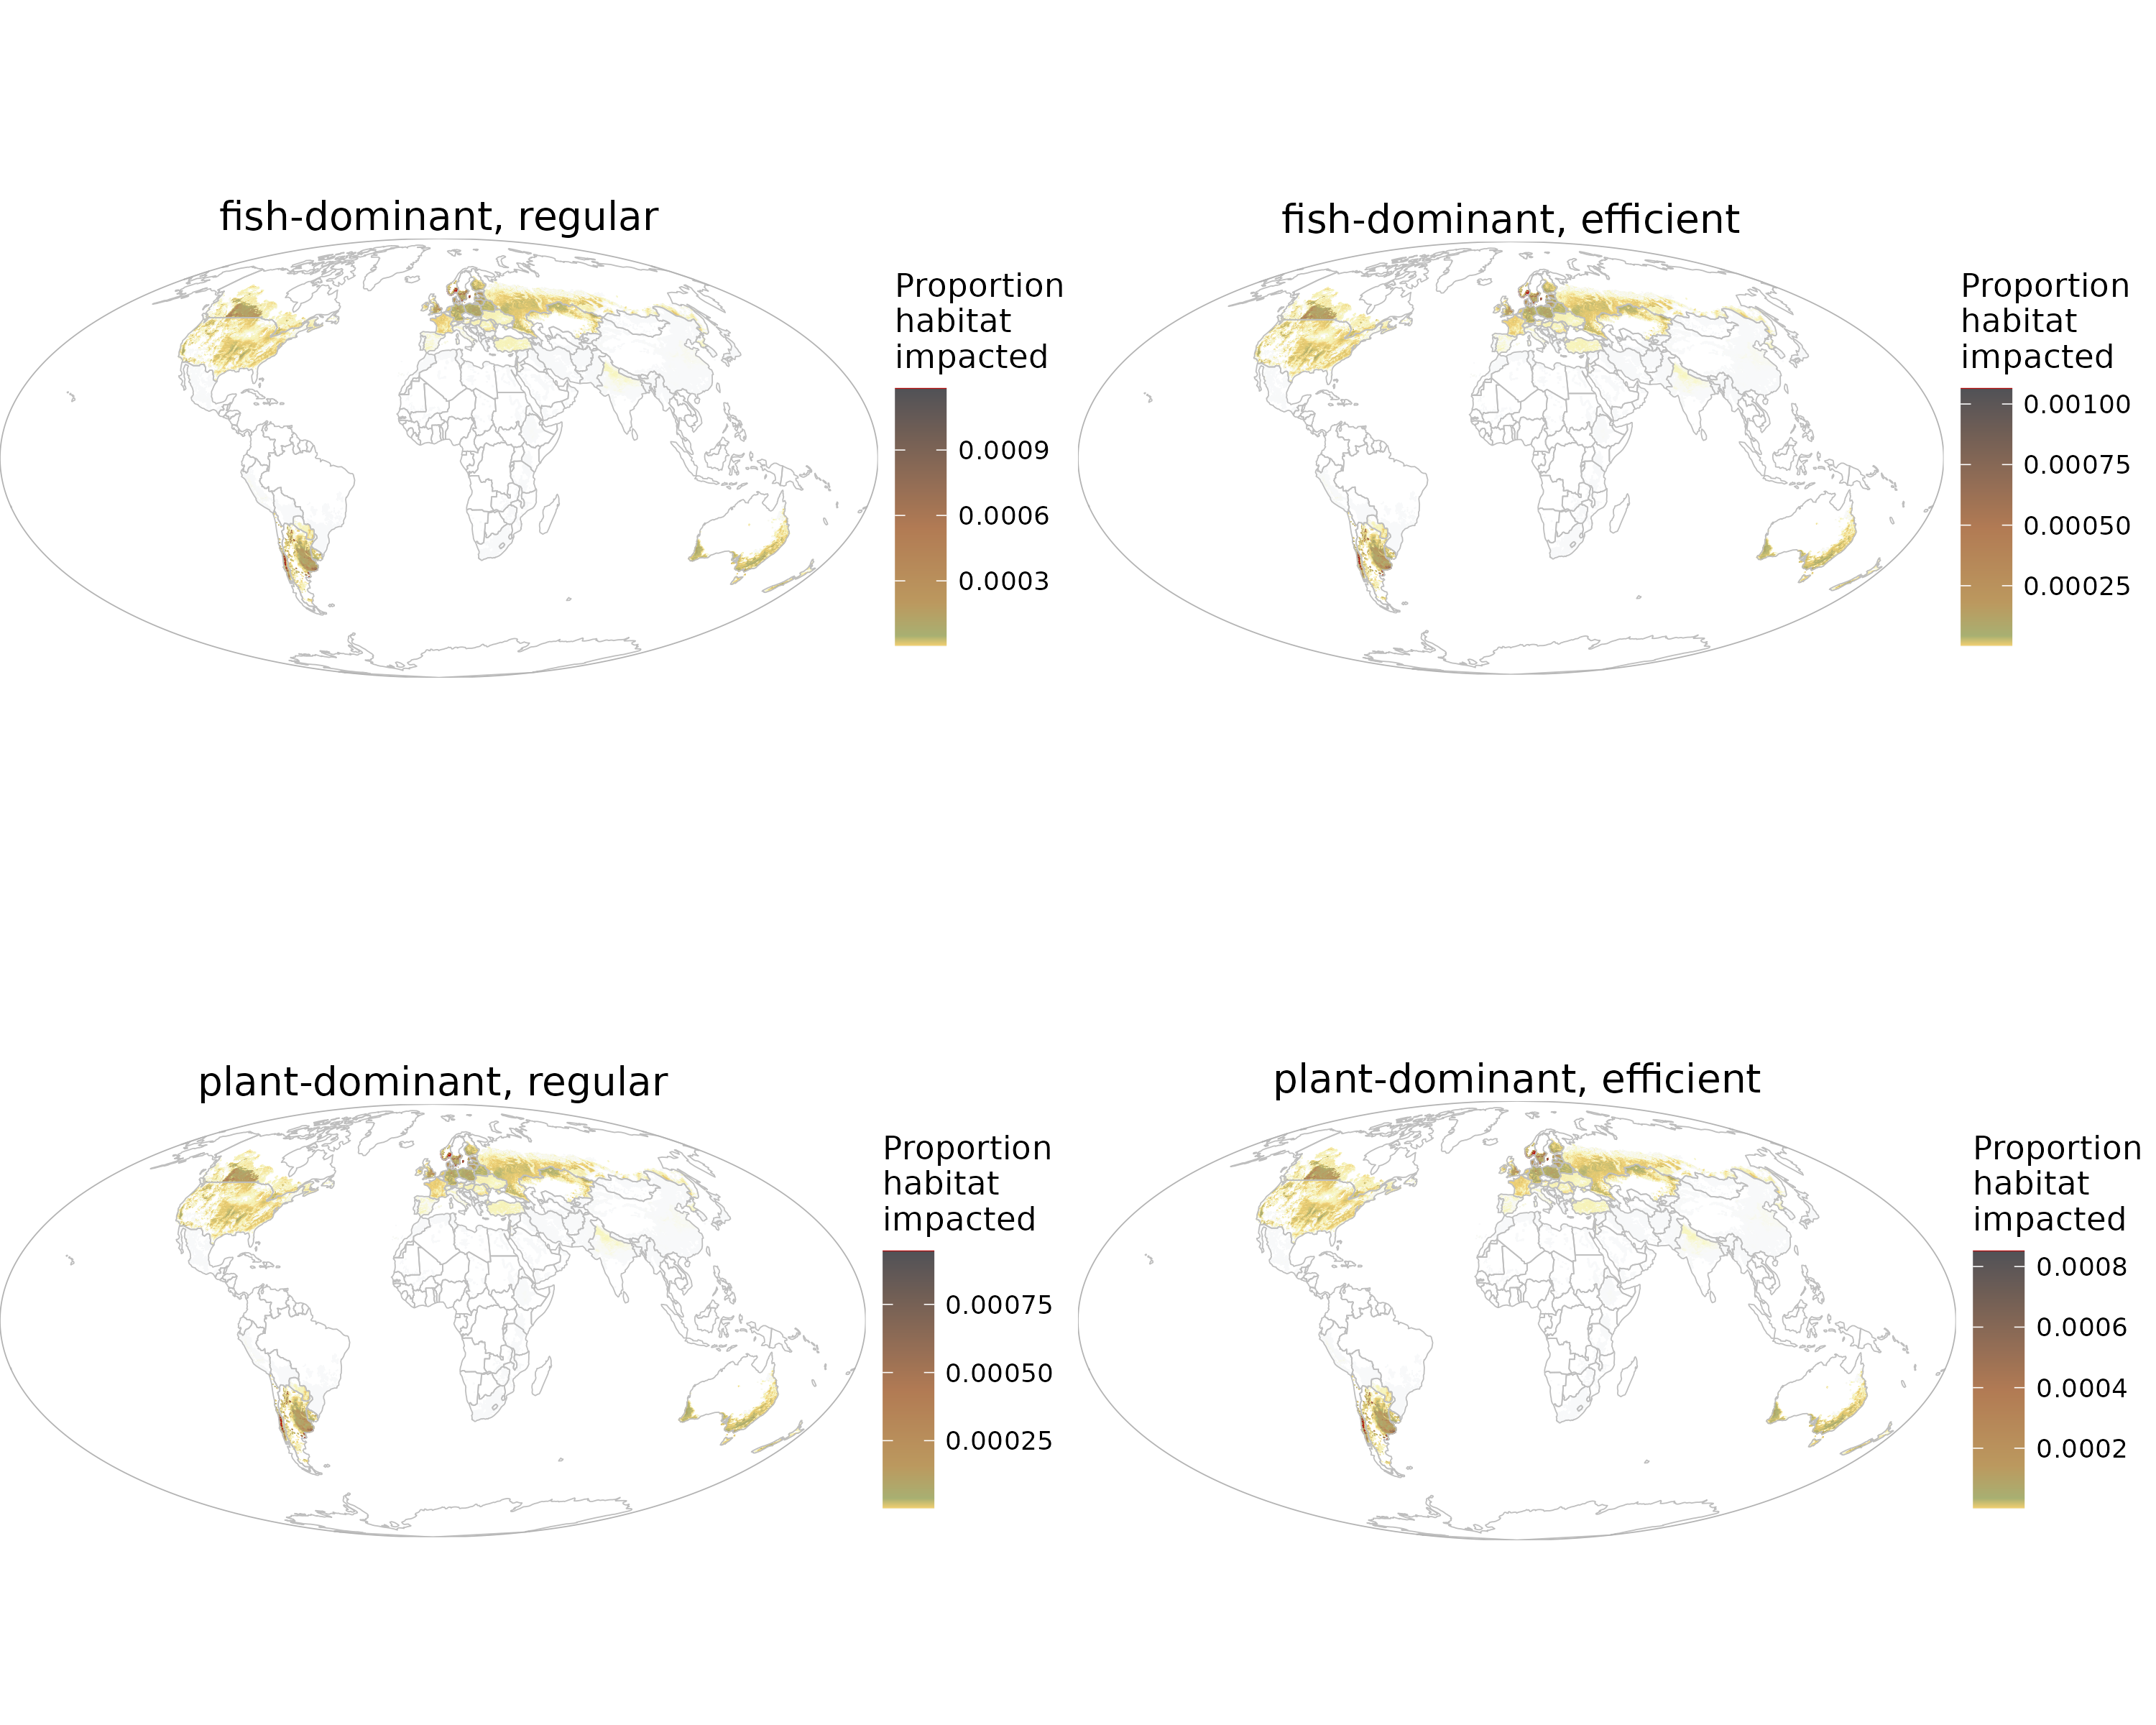 fish-dominant, regular
Proportion
habitat
impacted
0.0009
0.0006
0.0003
fish-dominant, efficient
Proportion
habitat
impacted
0.00100
0.00075
0.00050
0.00025
plant-dominant, regular
Proportion
habitat
impacted
0.00075
0.00050
0.00025
plant-dominant, efficient
Proportion
habitat
impacted
0.0008
0.0006
0.0004
0.0002